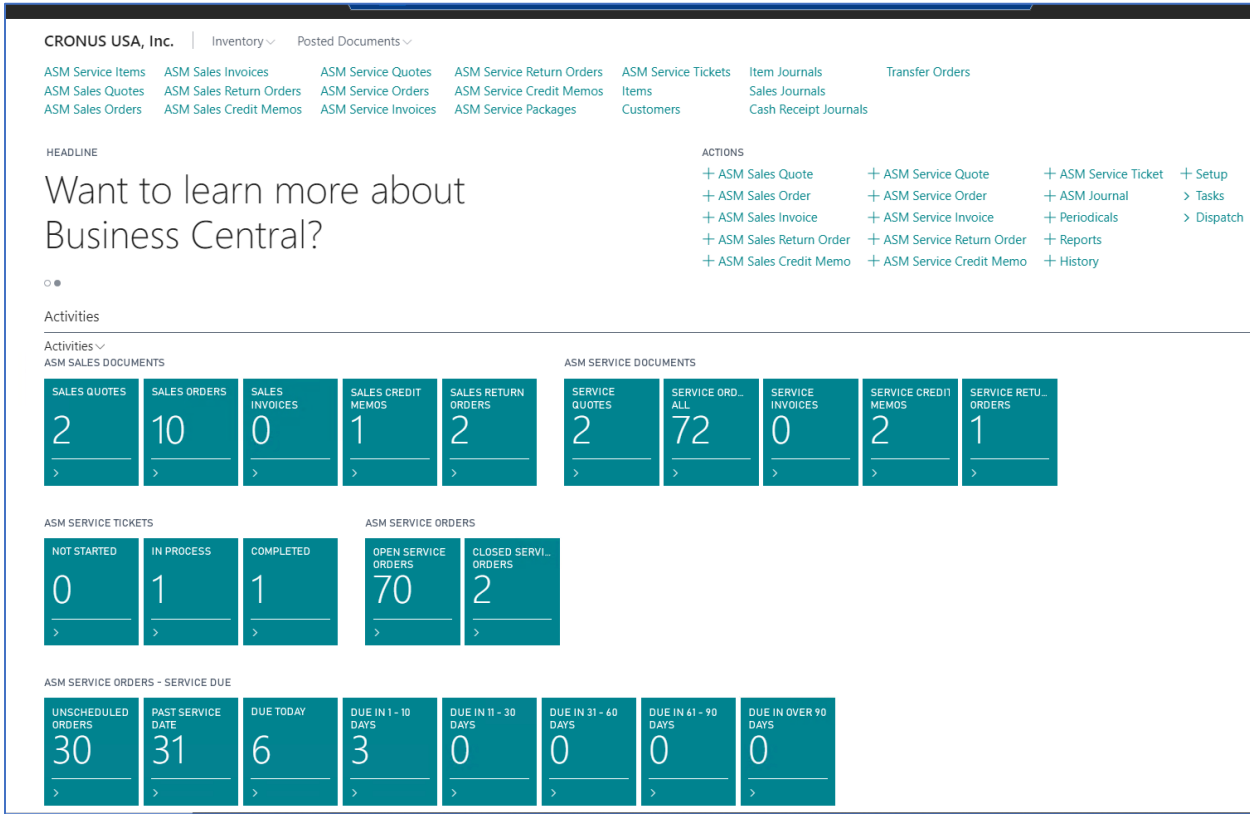 CRONUS USA, Inc. Inventory Posted Documents
ASM Service Items ASM Sales Invoices ASM Service Quotes ASM Service Return Orders ASM Service Tickets Item Journals Transfer Orders
ASM Sales Quotes ASM Sales Return Orders ASM Service Orders ASM Service Credit Memos Items Sales Journals
ASM Sales Orders ASM Sales Credit Memos ASM Service Invoices ASM Service Packages Customers Cash Receipt Journals
HEADLINE
Want to learn more about
Business Central?
ACTIONS
+ ASM Sales Quote + ASM Service Quote + ASM Service Ticket + Setup
+ ASM Sales Order + ASM Service Order + ASM Journal > Tasks
+ ASM Sales Invoice + ASM Service Invoice + Periodicals > Dispatch
+ ASM Sales Return Order + ASM Service Return Order + Reports
+ ASM Sales Credit Memo + ASM Service Credit Memo + History
Activities
Activities
ASM SALES DOCUMENTS
SALES QUOTES
2
SALES ORDERS
10
SALES
INVOICES
0
SALES CREDIT
MEMOS
1
SALES RETURN
ORDERS
2
ASM SERVICE DOCUMENTS
SERVICE
QUOTES
2
SERVICE ORD...
ALL
72
SERVICE
INVOICES
0
SERVICE CREDIT
MEMOS
2
SERVICE RETU...
ORDERS
1
ASM SERVICE TICKETS
NOT STARTED
0
IN PROCESS
1
COMPLETED
1
ASM SERVICE ORDERS
OPEN SERVICE
ORDERS
70
CLOSED SERVI...
ORDERS
2
ASM SERVICE ORDERS - SERVICE DUE
UNSCHEDULED
ORDERS
30
PAST SERVICE
DATE
31
DUE TODAY
6
DUE IN 1 - 10
DAYS
3
DUE IN 11 - 30
DAYS
0
DUE IN 31 - 60
DAYS
0
DUE IN 61 - 90
DAYS
0
DUE IN OVER 90
DAYS
0